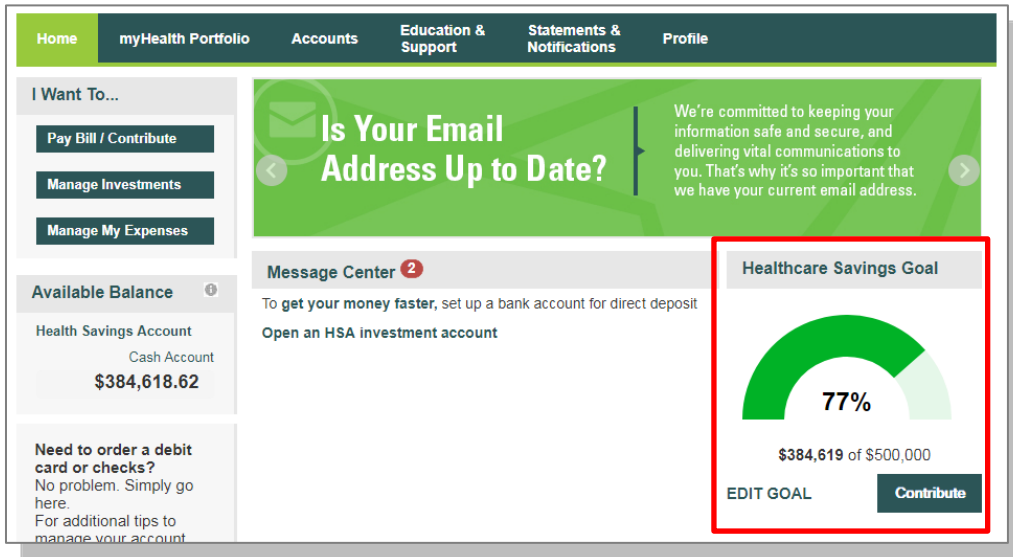 Home
myHealth Portfolio
Accounts
Education &
Support
Statements &
Notifications
Profile
I Want To...
Pay Bill / Contribute
Manage Investments
Manage My Expenses
Available Balance
Health Savings Account
Cash Account
$384,618.62
Need to order a debit
card or checks?
No problem. Simply go
here.
For additional tips to
manage your account
Is Your Email
Address Up to Date?
We're committed to keeping your
information safe and secure, and
delivering vital communications to
you. That's why it's so important that
we have your current email address.
Message Center 2
To get your money faster, set up a bank account for direct deposit
Open an HSA investment account
Healthcare Savings Goal
77%
$384,619 of $500,000
EDIT GOAL
Contribute